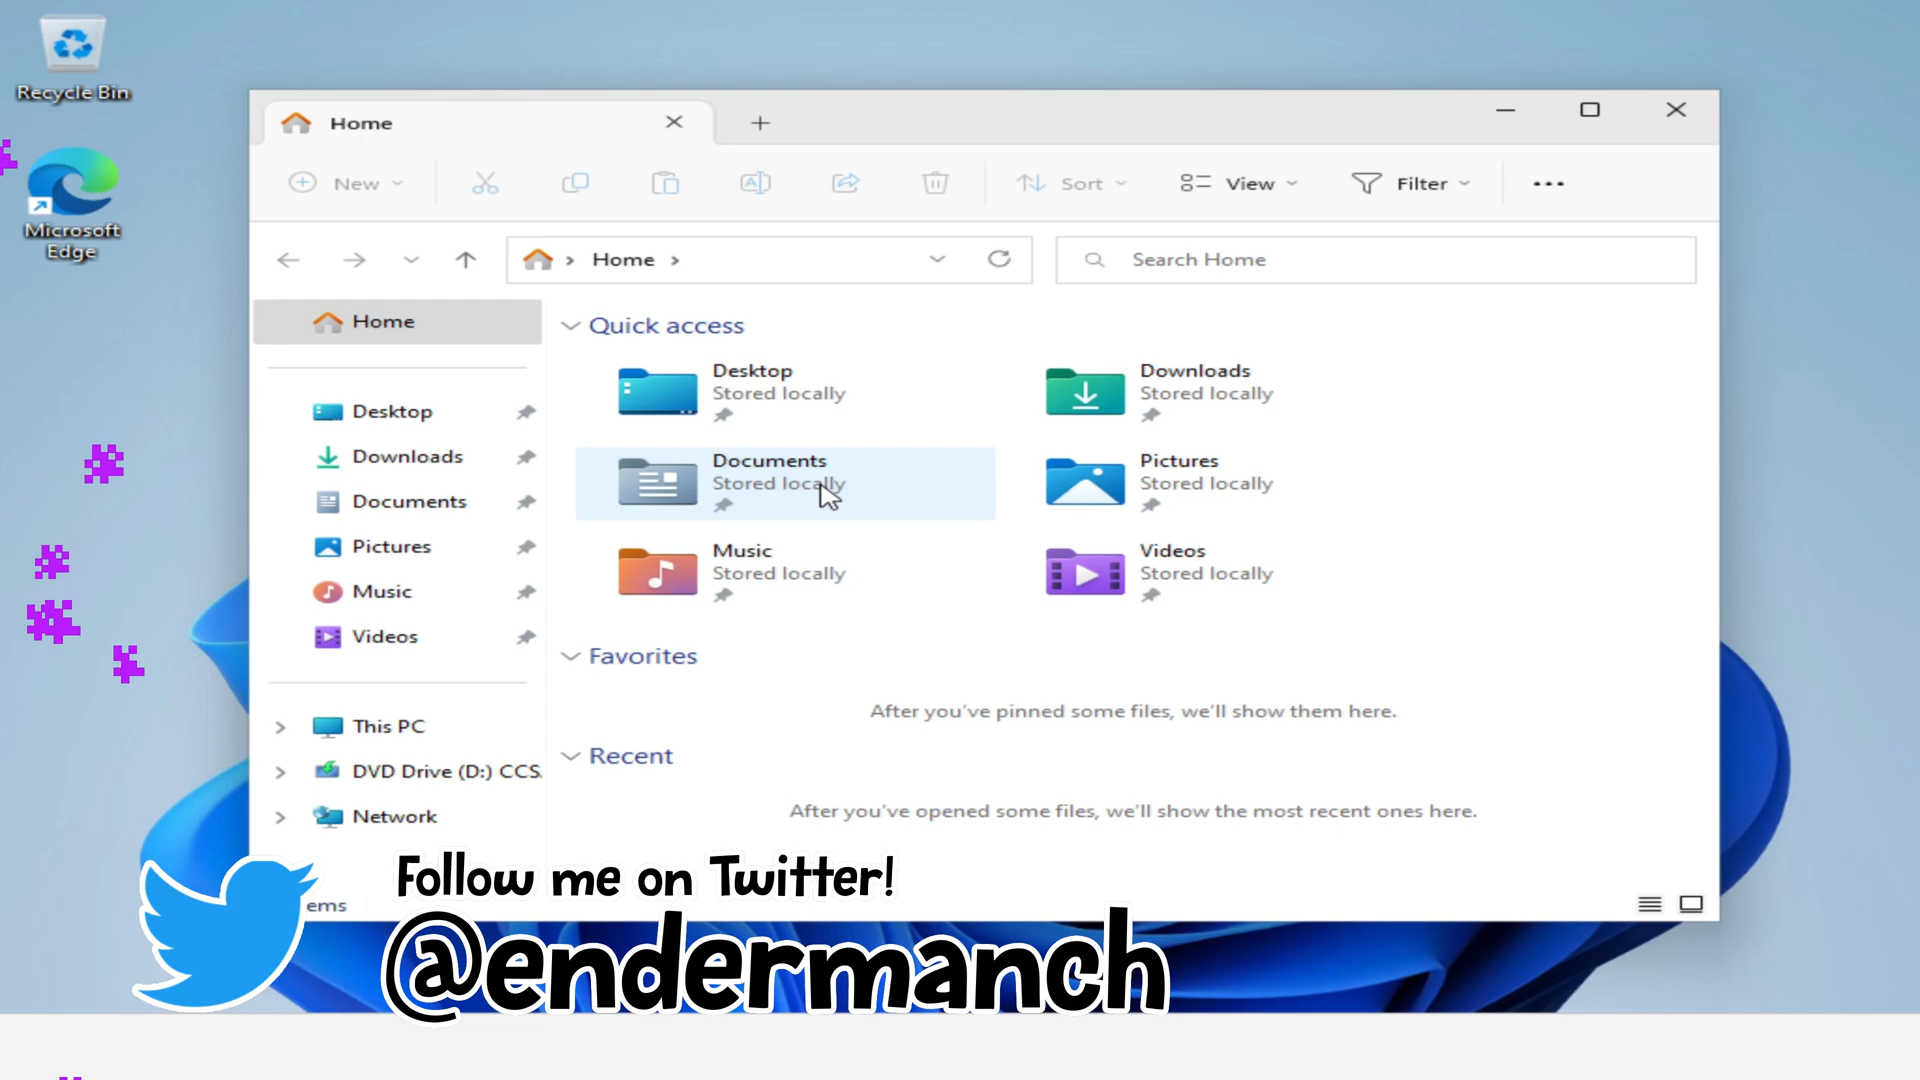 Recycle Bin
Microsoft
Edge
Home
New
Sort
View
Filter
Home
Search Home
Home
Desktop
Downloads
Documents
Pictures
Music
Videos
This PC
DVD Drive (D:) CCS
Network
Quick access
Desktop
Stored locally
Downloads
Stored locally
Documents
Stored locally
Pictures
Stored locally
Music
Stored locally
Videos
Stored locally
Favorites
After you've pinned some files, we'll show them here.
Recent
After you've opened some files, we'll show the most recent ones here.
ems
Follow me on Twitter!
@endermanch